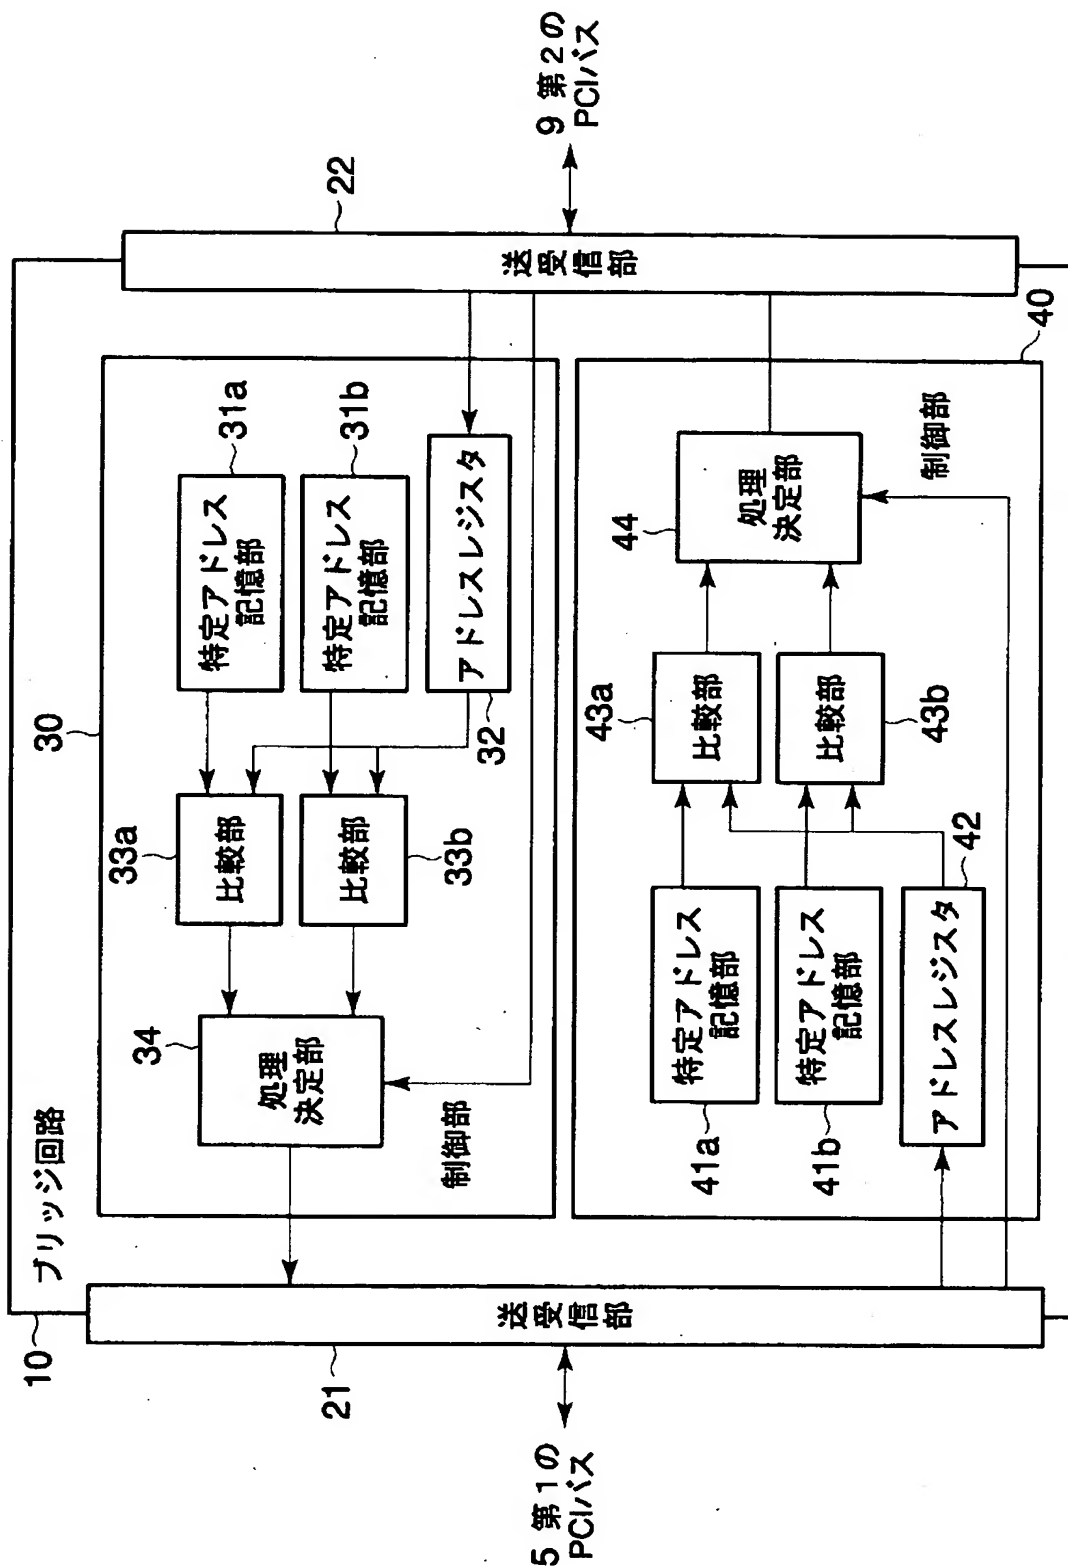 10
ブリッジ回路
30
33a
比較部
特定アドレス
記憶部
31a
34
処理
決定部
33b
比較部
特定アドレス
記憶部
31b
32
アドレスレジスタ
制御部
22
送受信部
9 第2の
PCIバス
5 第1の
PCIバス
21
送受信部
41a
特定アドレス
記憶部
43a
比較部
44
処理
決定部
41b
特定アドレス
記憶部
43b
比較部
42
アドレスレジスタ
制御部
40